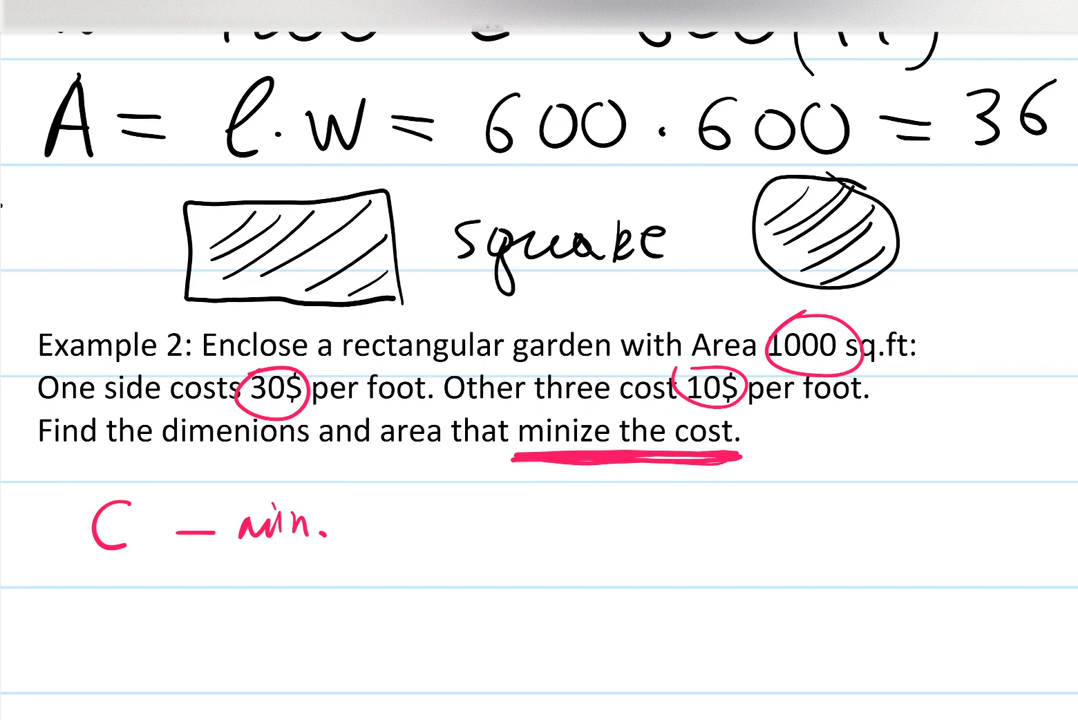 A = l . w = 600 . 600 = 36
square
Example 2: Enclose a rectangular garden with Area 1000 sq.ft:
One side costs 30$ per foot. Other three cost 10$ per foot.
Find the dimenions and area that minize the cost.
C — min.